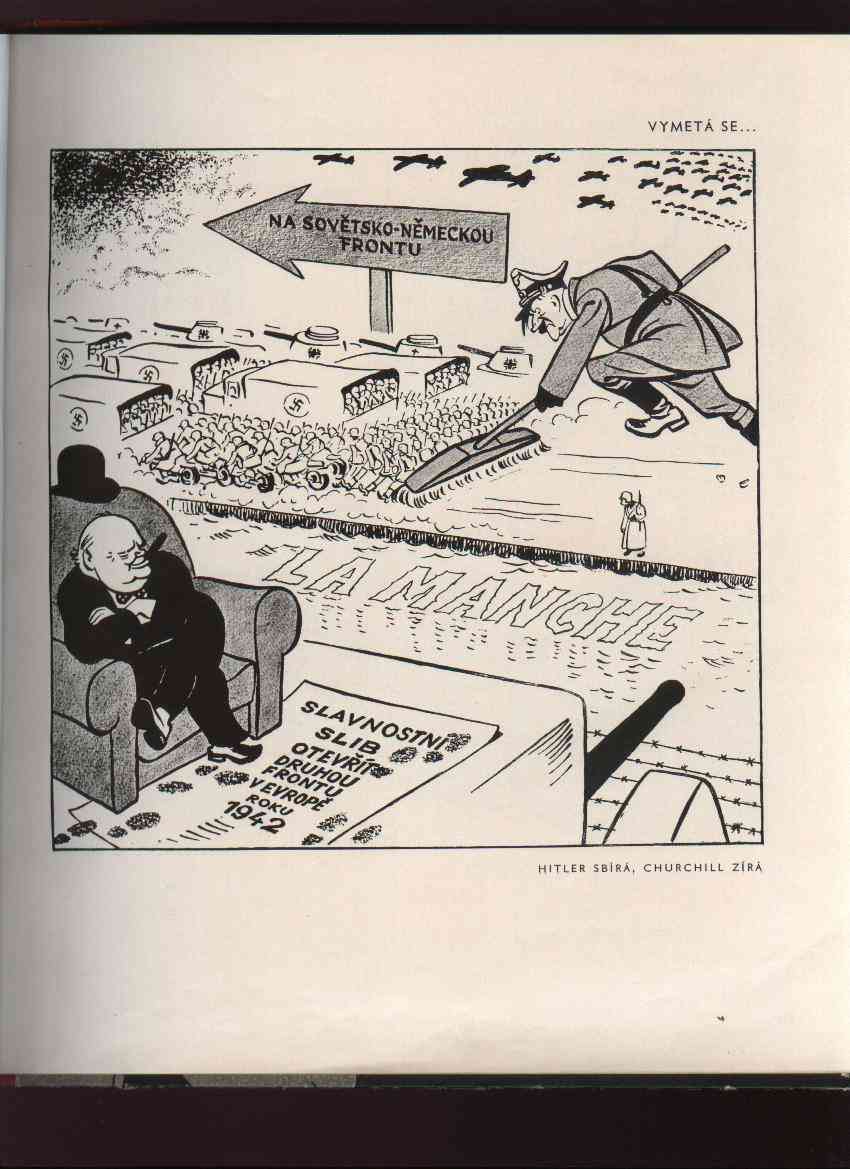 VYMETÁ SE...
NA SOVĚTSKO-NĚMECKOU
FRONTU
LA MANCHE
SLAVNOSTNÍ
SLIB
OTEVŘÍT
DRUHOU
FRONTU
V EVROPĚ
ROKU
1942
HITLER SBÍRÁ, CHURCHILL ZÍRÁ